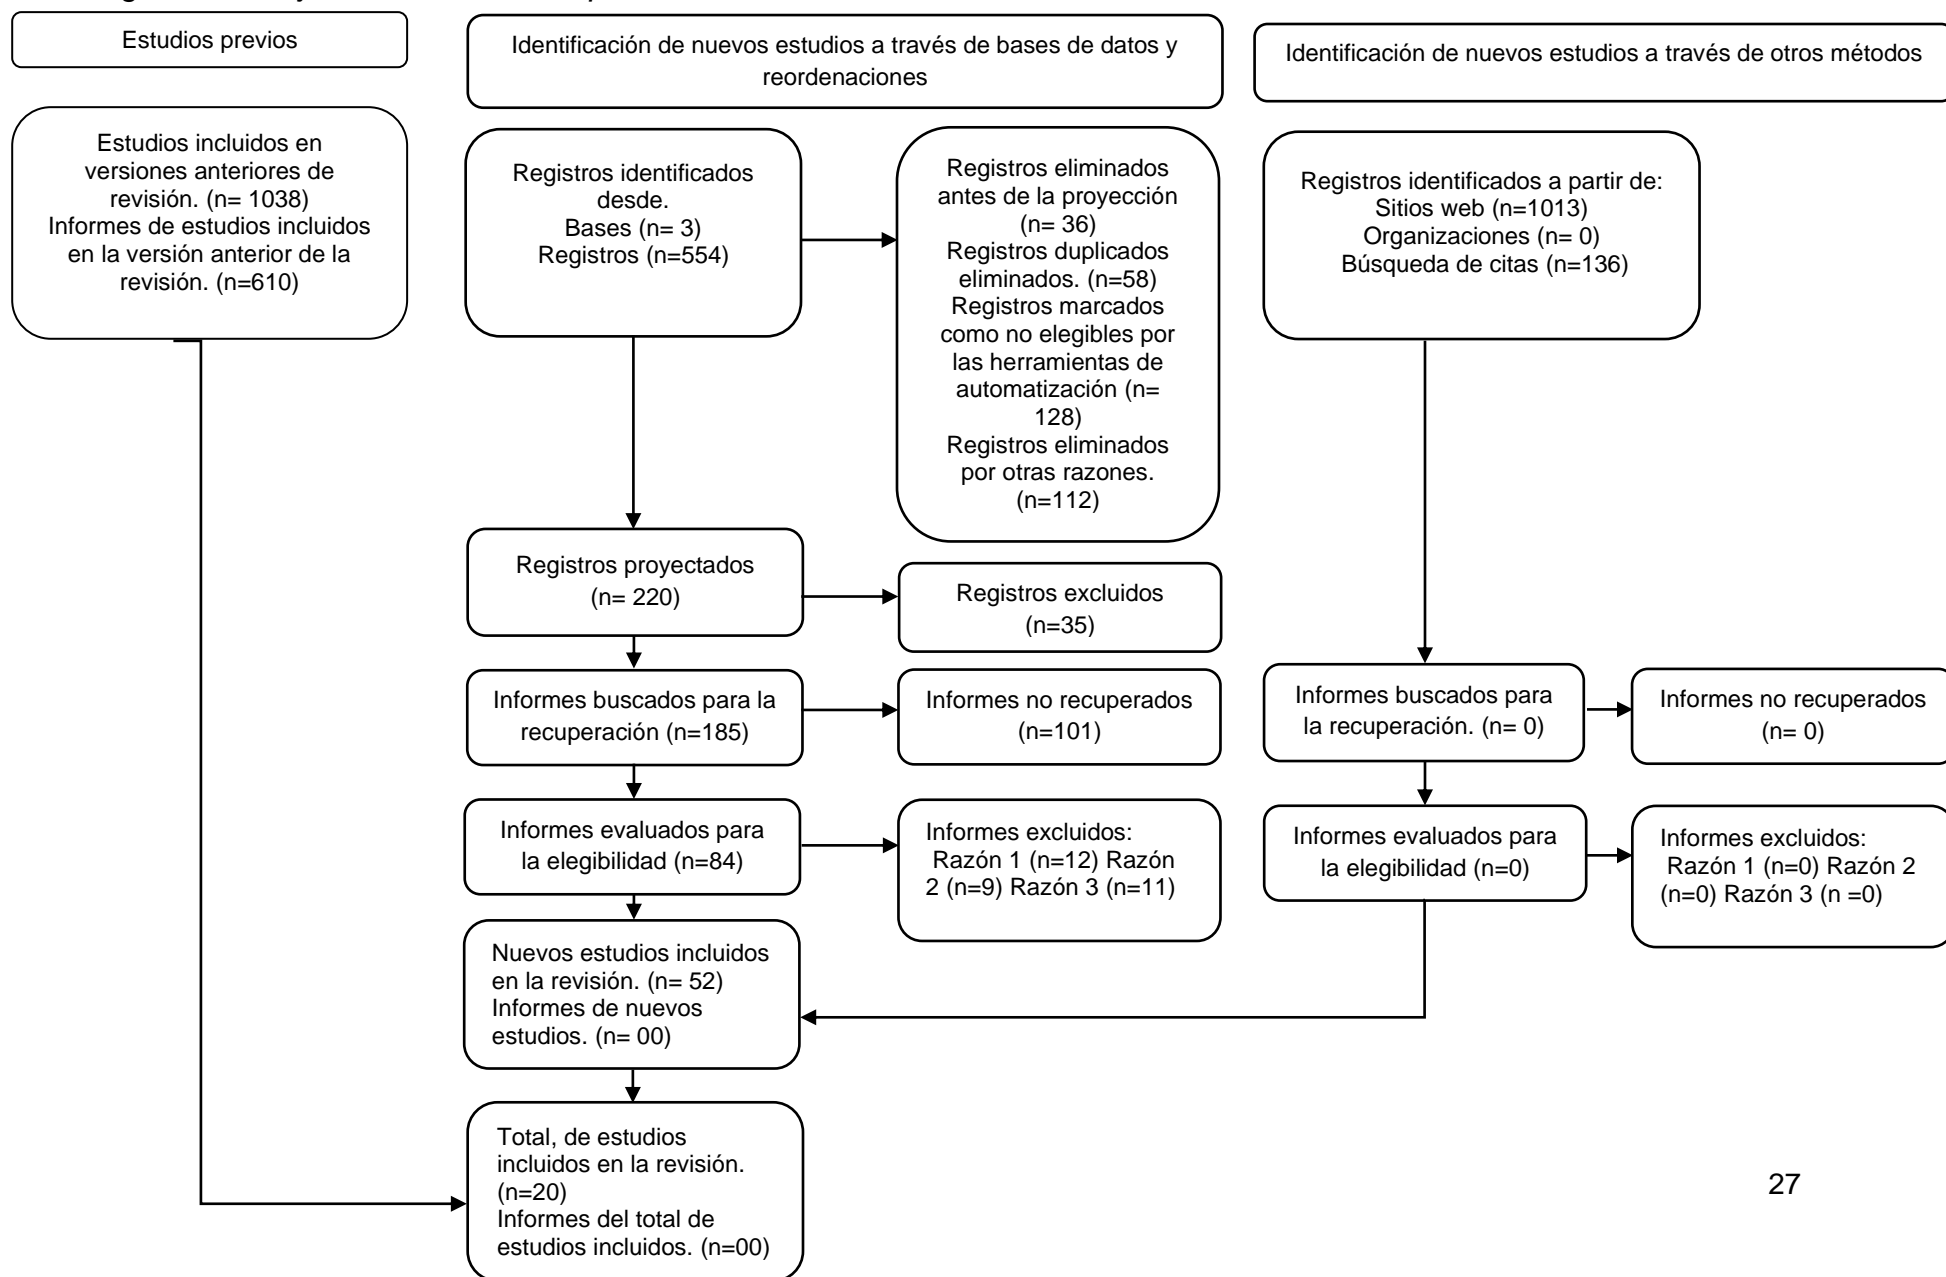 Estudios previos
Identificación de nuevos estudios a través de bases de datos y
reordenaciones
Identificación de nuevos estudios a través de otros métodos
Estudios incluidos en
versiones anteriores de
revisión. (n= 1038)
Informes de estudios incluidos
en la versión anterior de la
revisión. (n=610)
Registros identificados
desde.
Bases (n= 3)
Registros (n=554)
Registros eliminados
antes de la proyección
(n= 36)
Registros duplicados
eliminados. (n=58)
Registros marcados
como no elegibles por
las herramientas de
automatización (n=
128)
Registros eliminados
por otras razones.
(n=112)
Registros identificados a partir de:
Sitios web (n=1013)
Organizaciones (n= 0)
Búsqueda de citas (n=136)
Registros proyectados
(n= 220)
Registros excluidos
(n=35)
Informes buscados para la
recuperación (n=185)
Informes no recuperados
(n=101)
Informes buscados para
la recuperación. (n= 0)
Informes no recuperados
(n= 0)
Informes evaluados para
la elegibilidad (n=84)
Informes excluidos:
Razón 1 (n=12) Razón
2 (n=9) Razón 3 (n=11)
Informes evaluados para
la elegibilidad (n=0)
Informes excluidos:
Razón 1 (n=0) Razón 2
(n=0) Razón 3 (n =0)
Nuevos estudios incluidos
en la revisión. (n= 52)
Informes de nuevos
estudios. (n= 00)
Total, de estudios
incluidos en la revisión.
(n=20)
Informes del total de
estudios incluidos. (n=00)
27